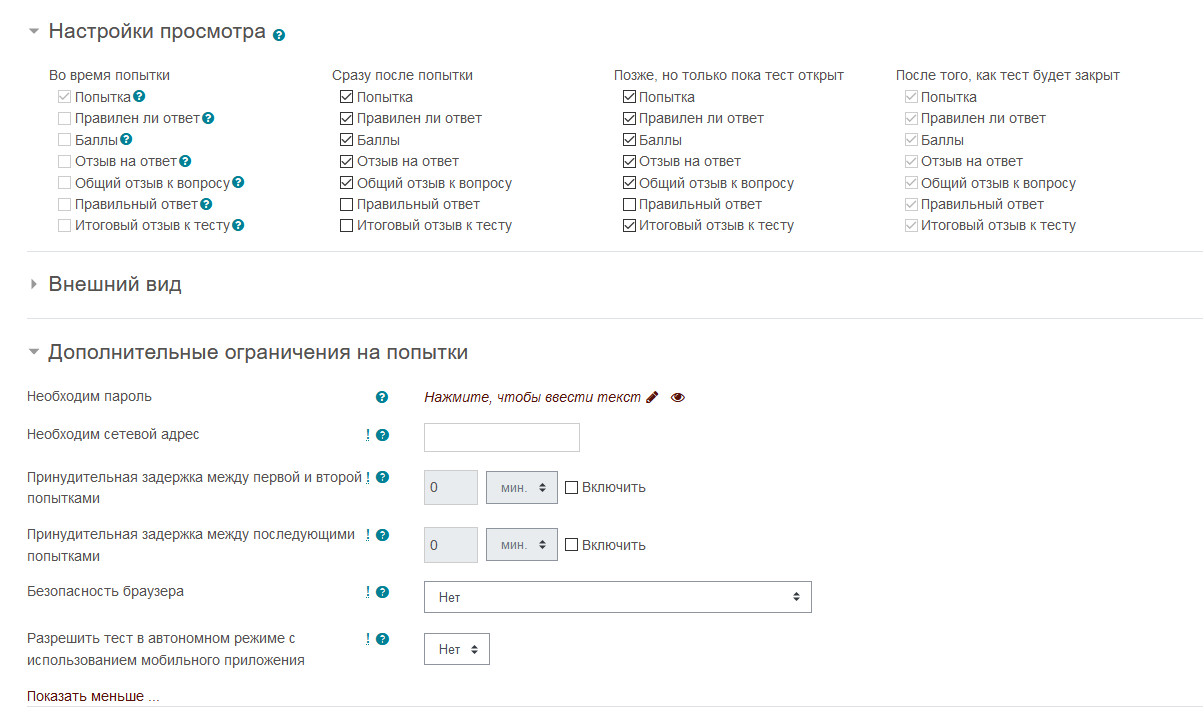 Настройки просмотра
Во время попытки
Попытка
Правилен ли ответ
Баллы
Отзыв на ответ
Общий отзыв к вопросу
Правильный ответ
Итоговый отзыв к тесту
Сразу после попытки
Попытка
Правилен ли ответ
Баллы
Отзыв на ответ
Общий отзыв к вопросу
Правильный ответ
Итоговый отзыв к тесту
Позже, но только пока тест открыт
Попытка
Правилен ли ответ
Баллы
Отзыв на ответ
Общий отзыв к вопросу
Правильный ответ
Итоговый отзыв к тесту
После того, как тест будет закрыт
Попытка
Правилен ли ответ
Баллы
Отзыв на ответ
Общий отзыв к вопросу
Правильный ответ
Итоговый отзыв к тесту
Внешний вид
Дополнительные ограничения на попытки
Необходим пароль
Нажмите, чтобы ввести текст
Необходим сетевой адрес !
Принудительная задержка между первой и второй !
попытками
0 мин. Включить
Принудительная задержка между последующими !
попытками
0 мин. Включить
Безопасность браузера !
Нет
Разрешить тест в автономном режиме с !
использованием мобильного приложения
Нет
Показать меньше ...